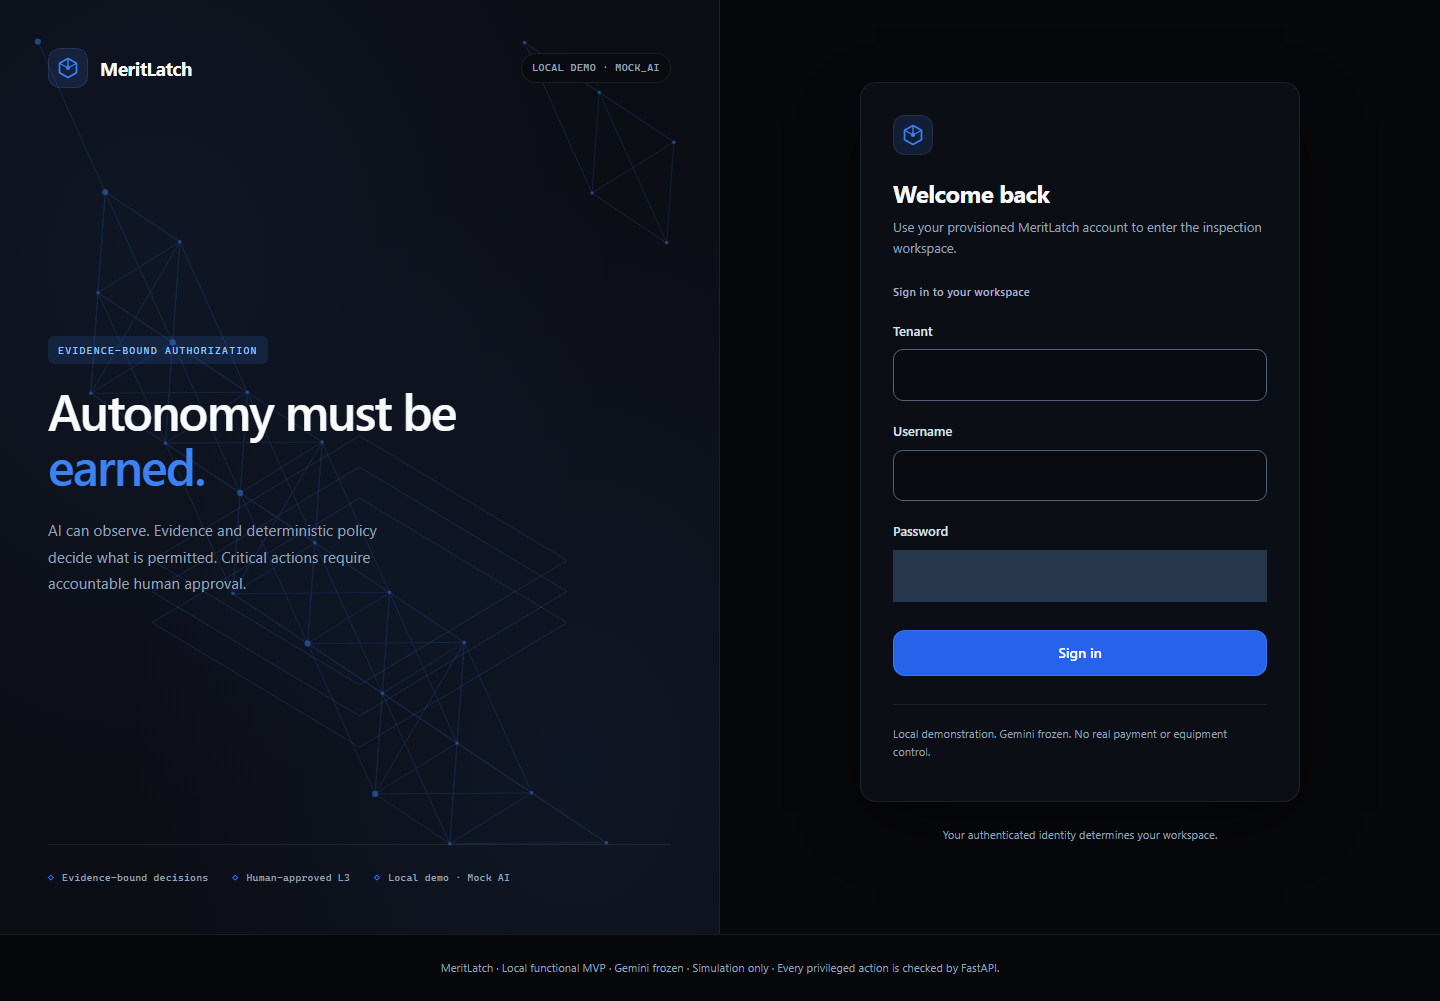 MeritLatch
LOCAL DEMO · MOCK_AI
EVIDENCE-BOUND AUTHORIZATION
Autonomy must be
earned.
AI can observe. Evidence and deterministic policy
decide what is permitted. Critical actions require
accountable human approval.
◇ Evidence-bound decisions ◇ Human-approved L3 ◇ Local demo · Mock AI
Welcome back
Use your provisioned MeritLatch account to enter the inspection
workspace.
Sign in to your workspace
Tenant
Username
Password
Sign in
Local demonstration. Gemini frozen. No real payment or equipment
control.
Your authenticated identity determines your workspace.
MeritLatch · Local functional MVP · Gemini frozen · Simulation only · Every privileged action is checked by FastAPI.